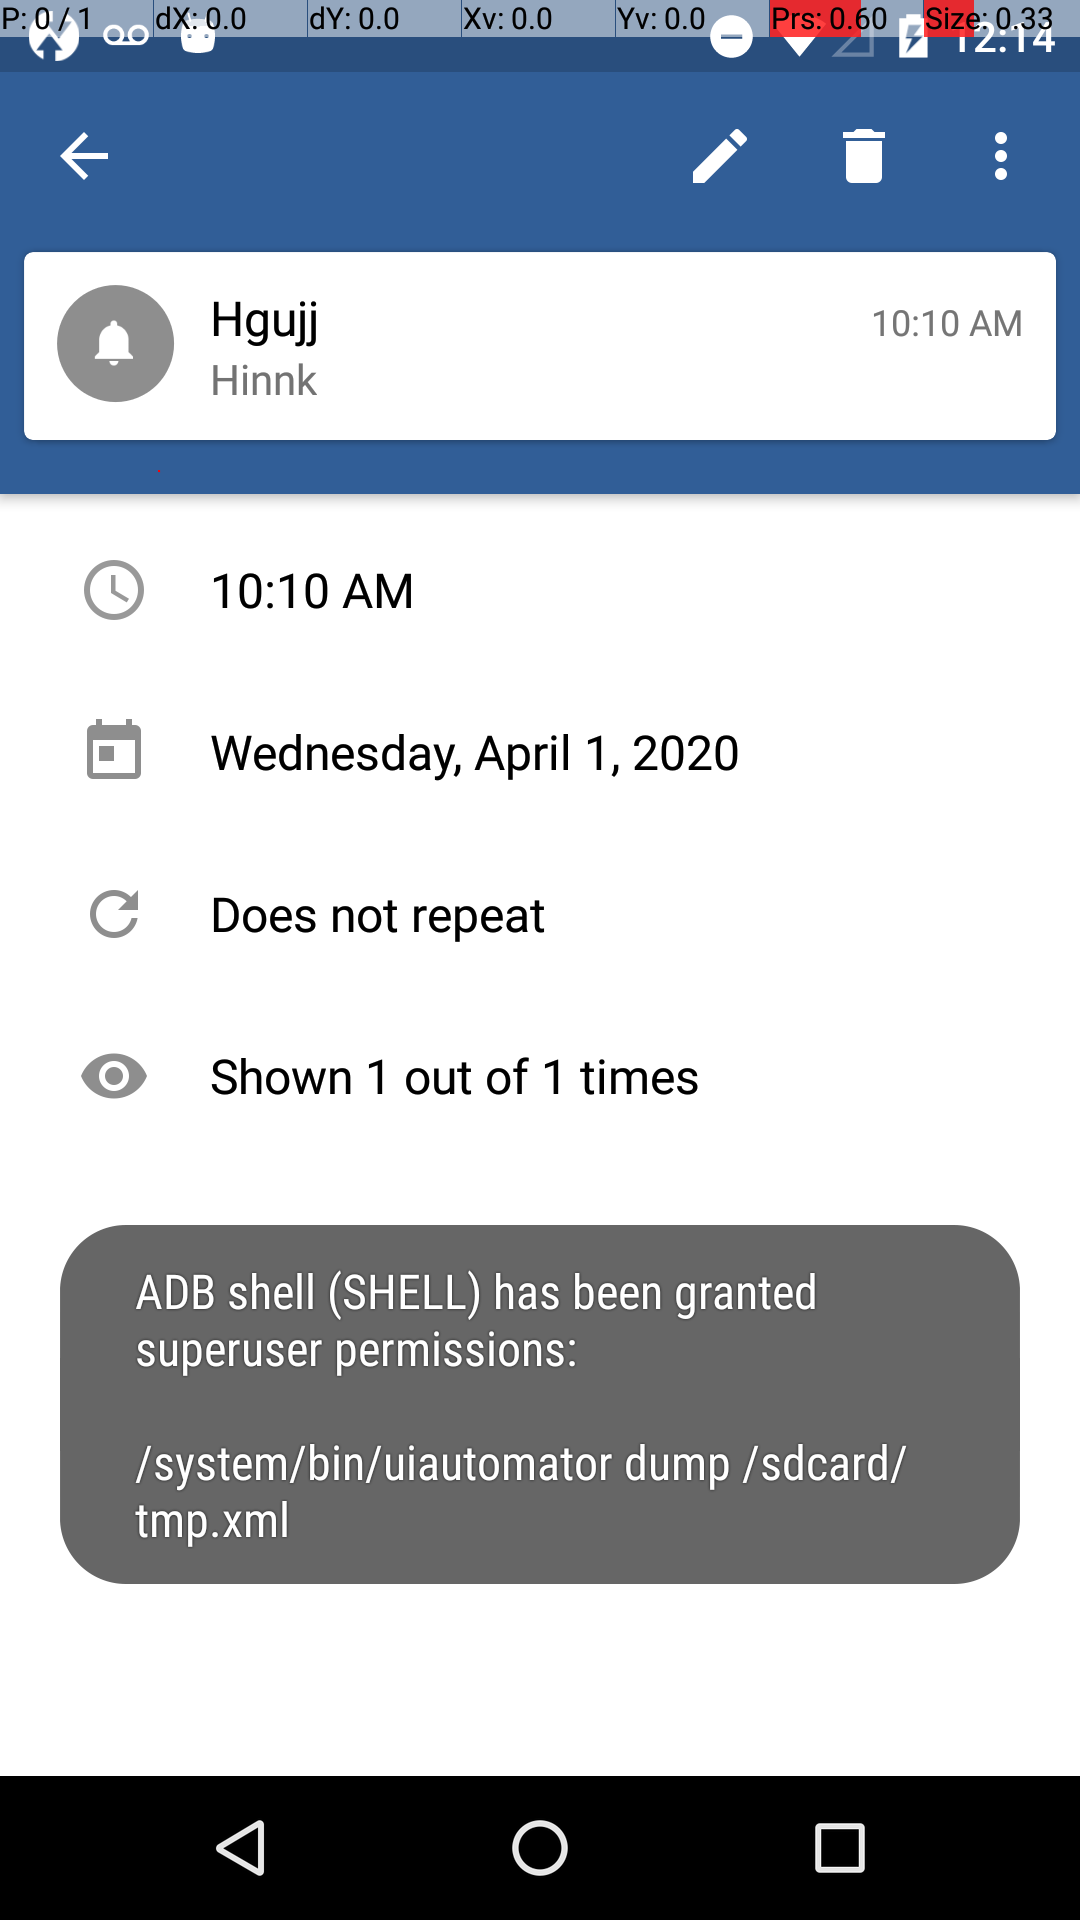 P: 0 / 1 dX: 0.0 dY: 0.0 Xv: 0.0 Yv: 0.0 Prs: 0.60 Size: 0.33
12:14
Hgujj
10:10 AM
Hinnk
10:10 AM
Wednesday, April 1, 2020
Does not repeat
Shown 1 out of 1 times
ADB shell (SHELL) has been granted
superuser permissions:
/system/bin/uiautomator dump /sdcard/
tmp.xml